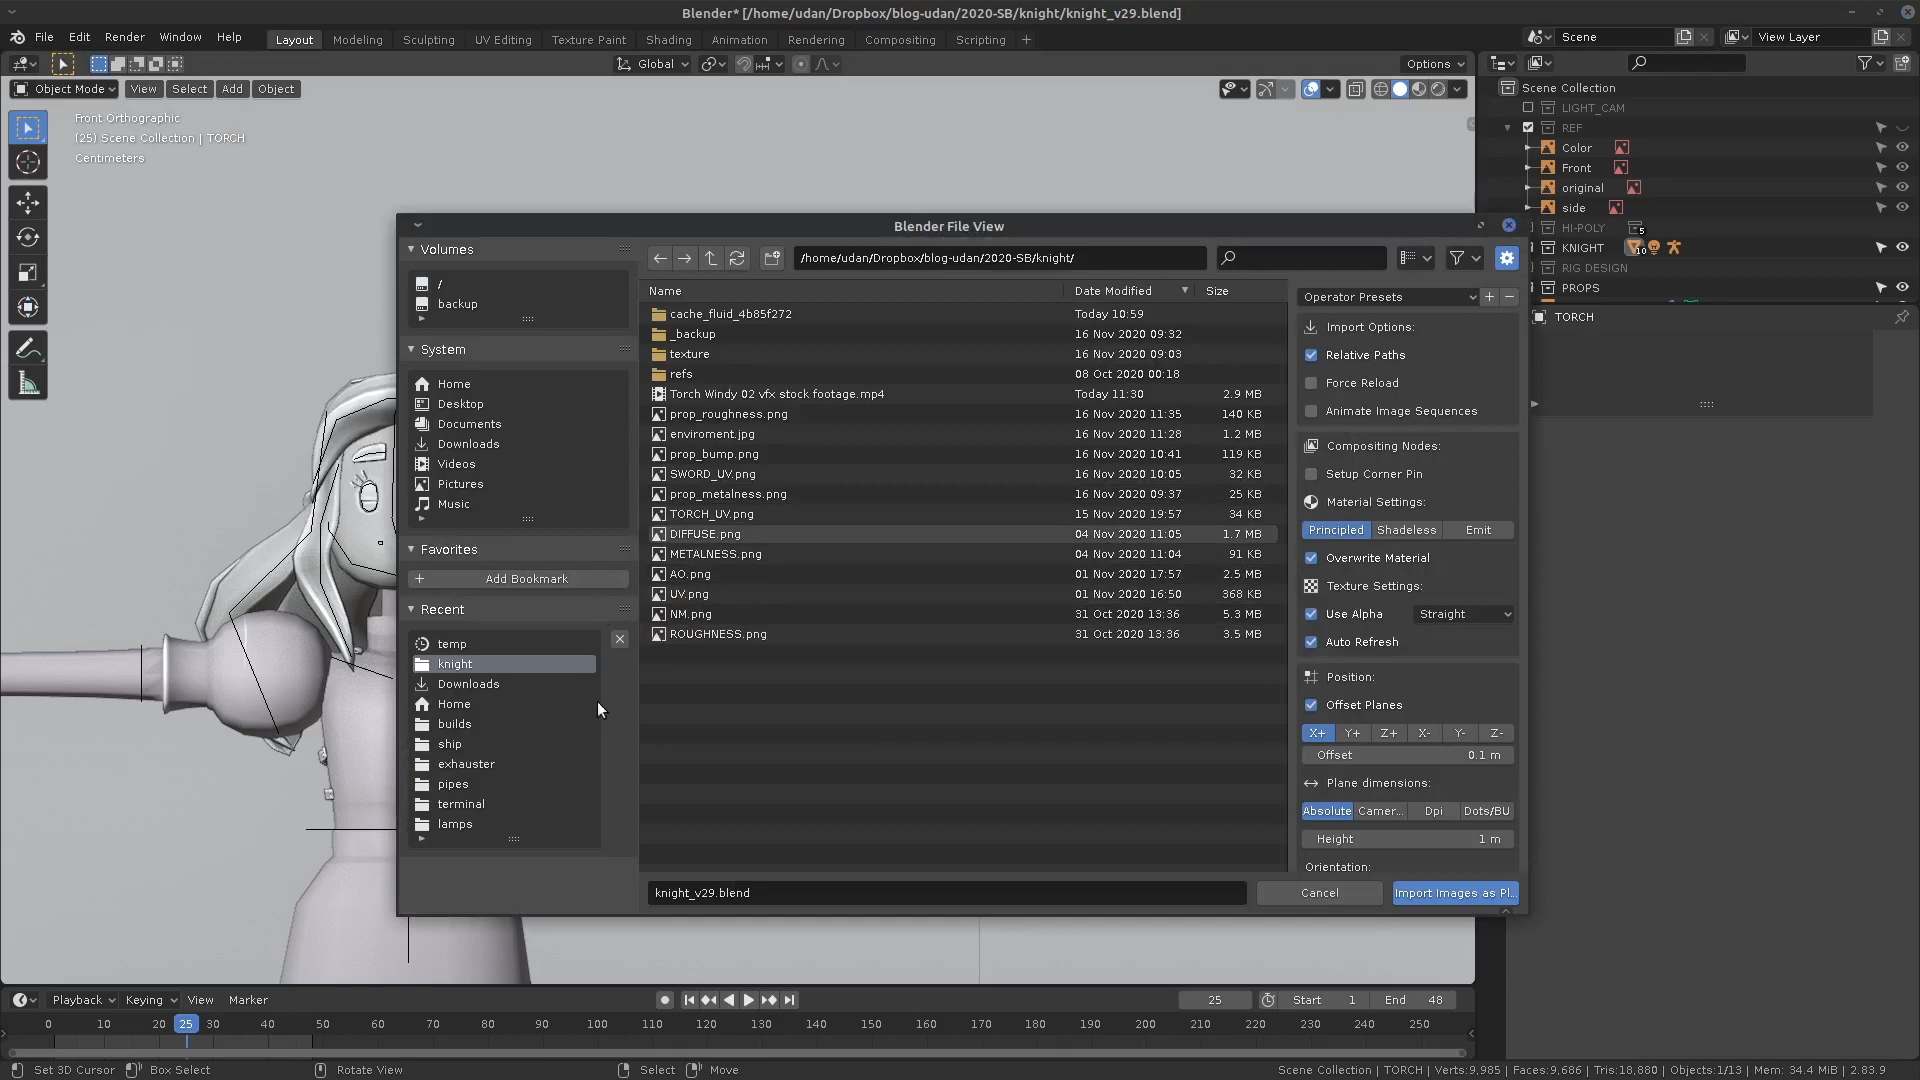 Blender* [/home/udan/Dropbox/blog-udan/2020-SB/knight/knight_v29.blend]
File Edit Render Window Help
Layout Modeling Sculpting UV Editing Texture Paint Shading Animation Rendering Compositing Scripting
Scene View Layer
Global Options
Object Mode View Select Add Object
Front Orthographic
(25) Scene Collection | TORCH
Centimeters
Scene Collection
LIGHT_CAM
REF
Color
Front
original
side
HI-POLY 5
KNIGHT 10
RIG DESIGN
PROPS
TORCH
Blender File View
Volumes
/
backup
System
Home
Desktop
Documents
Downloads
Videos
Pictures
Music
Favorites
Add Bookmark
Recent
temp
knight
Downloads
Home
builds
ship
exhauster
pipes
terminal
lamps
/home/udan/Dropbox/blog-udan/2020-SB/knight/
Name Date Modified Size
cache_fluid_4b85f272 Today 10:59
_backup 16 Nov 2020 09:32
texture 16 Nov 2020 09:03
refs 08 Oct 2020 00:18
Torch Windy 02 vfx stock footage.mp4 Today 11:30 2.9 MB
prop_roughness.png 16 Nov 2020 11:35 140 KB
enviroment.jpg 16 Nov 2020 11:28 1.2 MB
prop_bump.png 16 Nov 2020 10:41 119 KB
SWORD_UV.png 16 Nov 2020 10:05 32 KB
prop_metalness.png 16 Nov 2020 09:37 25 KB
TORCH_UV.png 15 Nov 2020 19:57 34 KB
DIFFUSE.png 04 Nov 2020 11:05 1.7 MB
METALNESS.png 04 Nov 2020 11:04 91 KB
AO.png 01 Nov 2020 17:57 2.5 MB
UV.png 01 Nov 2020 16:50 368 KB
NM.png 31 Oct 2020 13:36 5.3 MB
ROUGHNESS.png 31 Oct 2020 13:36 3.5 MB
knight_v29.blend
Cancel
Import Images as Pl...
Operator Presets
Import Options:
Relative Paths
Force Reload
Animate Image Sequences
Compositing Nodes:
Setup Corner Pin
Material Settings:
Principled Shadeless Emit
Overwrite Material
Texture Settings:
Use Alpha Straight
Auto Refresh
Position:
Offset Planes
X+ Y+ Z+ X- Y- Z-
Offset 0.1 m
Plane dimensions:
Absolute Camer... Dpi Dots/BU
Height 1 m
Orientation:
Playback Keying View Marker 25 Start 1 End 48
0 10 20 25 30 40 50 60 70 80 90 100 110 120 130 140 150 160 170 180 190 200 210 220 230 240 250
Set 3D Cursor Box Select Rotate View Select Move
Scene Collection | TORCH | Verts:9,985 | Faces:9,686 | Tris:18,880 | Objects:1/13 | Mem: 34.4 MiB | 2.83.9